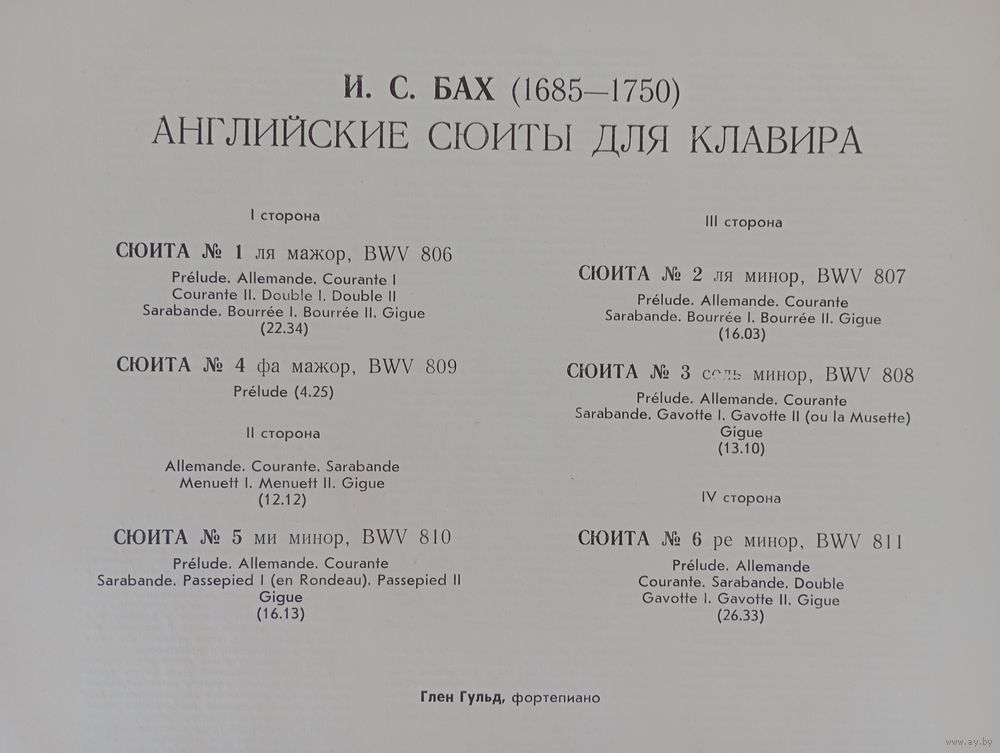 И. С. БАХ (1685—1750)
АНГЛИЙСКИЕ СЮИТЫ ДЛЯ КЛАВИРА
I сторона
СЮИТА № 1 ля мажор, BWV 806
Prélude. Allemande. Courante I
Courante II. Double I. Double II
Sarabande. Bourrée I. Bourrée II. Gigue
(22.34)
СЮИТА № 4 фа мажор, BWV 809
Prélude (4.25)
II сторона
Allemande. Courante. Sarabande
Menuett I. Menuett II. Gigue
(12.12)
СЮИТА № 5 ми минор, BWV 810
Prélude. Allemande. Courante
Sarabande. Passepied I (en Rondeau). Passepied II
Gigue
(16.13)
III сторона
СЮИТА № 2 ля минор, BWV 807
Prélude. Allemande. Courante
Sarabande. Bourrée I. Bourrée II. Gigue
(16.03)
СЮИТА № 3 соль минор, BWV 808
Prélude. Allemande. Courante
Sarabande. Gavotte I. Gavotte II (ou la Musette)
Gigue
(13.10)
IV сторона
СЮИТА № 6 ре минор, BWV 811
Prélude. Allemande
Courante. Sarabande. Double
Gavotte I. Gavotte II. Gigue
(26.33)
Глен Гульд, фортепиано
www.ay.by